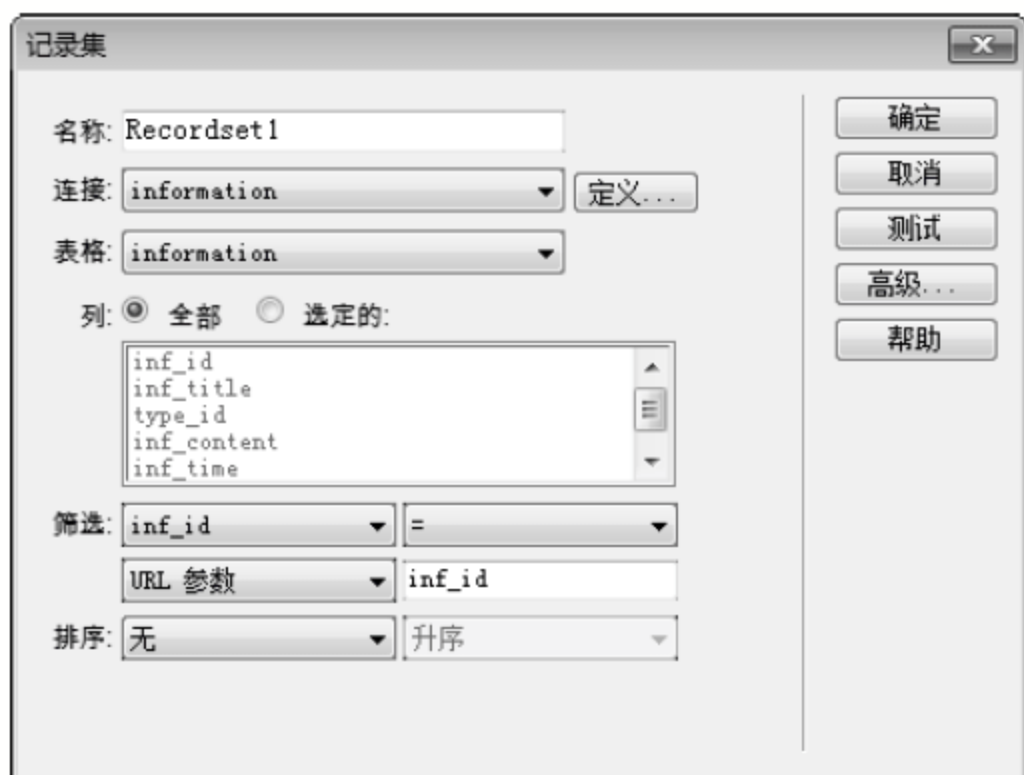 记录集
名称: Recordset1
连接: information 定义...
表格: information
列: 全部 选定的:
inf_id
inf_title
type_id
inf_content
inf_time
筛选: inf_id =
URL 参数 inf_id
排序: 无 升序
确定
取消
测试
高级...
帮助